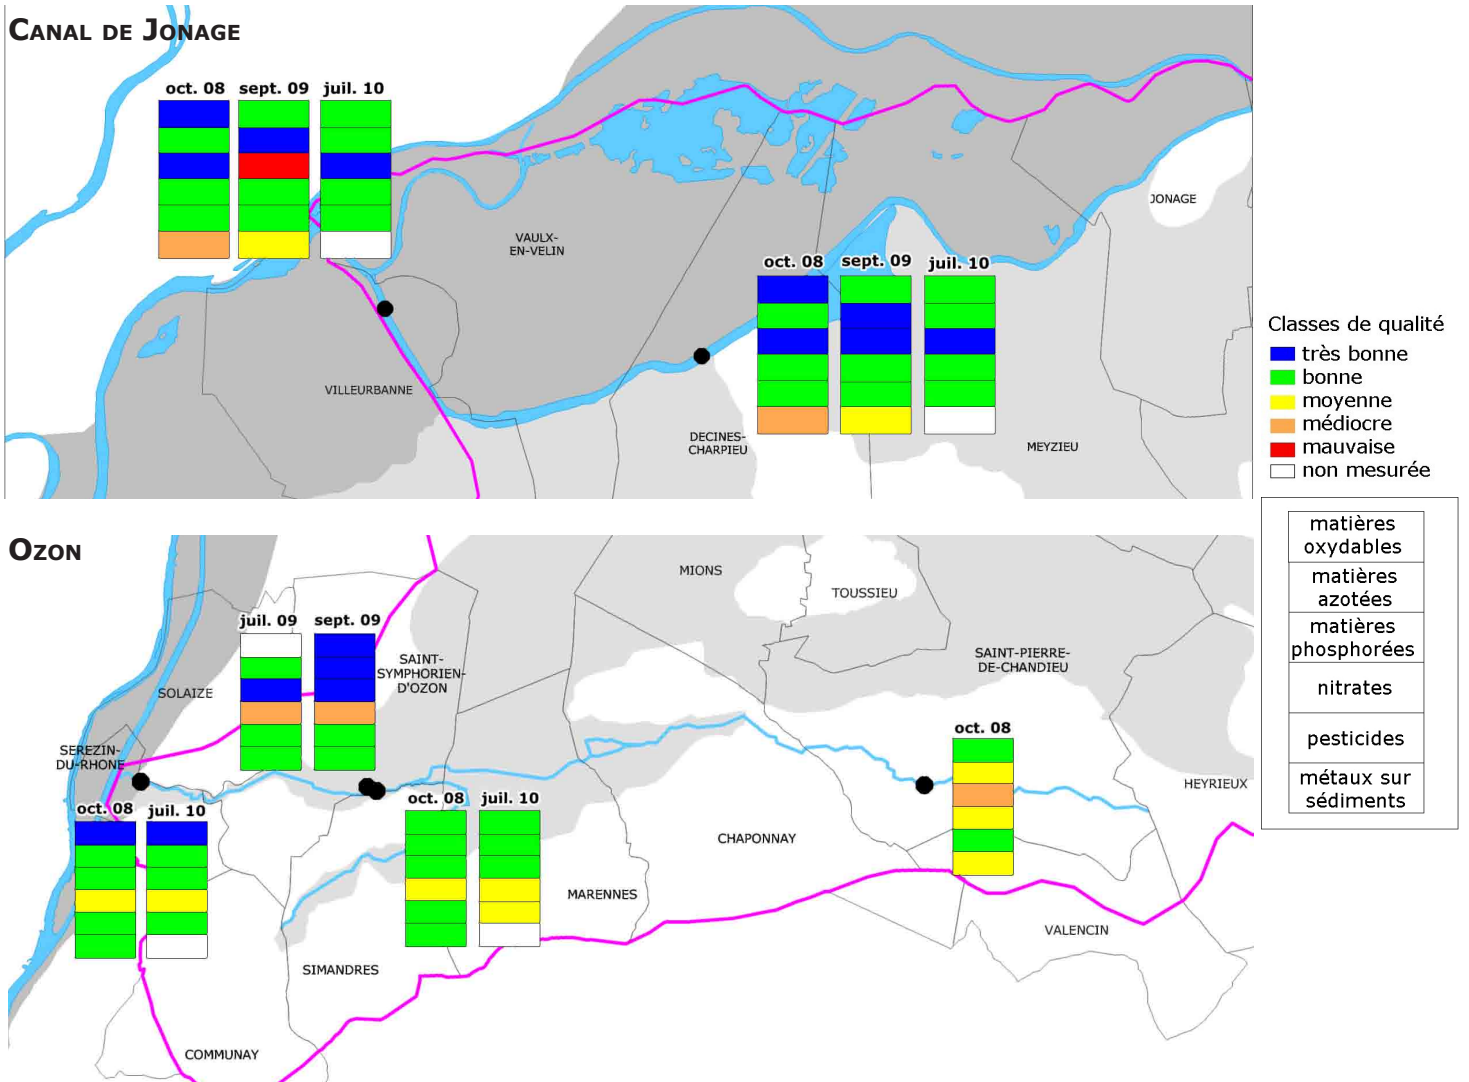 CANAL DE JONAGE
oct. 08
sept. 09
juil. 10
VAULX-
EN-VELIN
JONAGE
oct. 08
sept. 09
juil. 10
VILLEURBANNE
DECINES-
CHARPIEU
MEYZIEU
Classes de qualité
très bonne
bonne
moyenne
médiocre
mauvaise
non mesurée
matières
oxydables
matières
azotées
matières
phosphorées
nitrates
pesticides
métaux sur
sédiments
OZON
MIONS
TOUSSIEU
juil. 09
sept. 09
SAINT-
SYMPHORIEN-
D'OZON
SAINT-PIERRE-
DE-CHANDIEU
SOLAIZE
SEREZIN-
DU-RHONE
oct. 08
HEYRIEUX
oct. 08
juil. 10
oct. 08
juil. 10
CHAPONNAY
MARENNES
VALENCIN
SIMANDRES
COMMUNAY